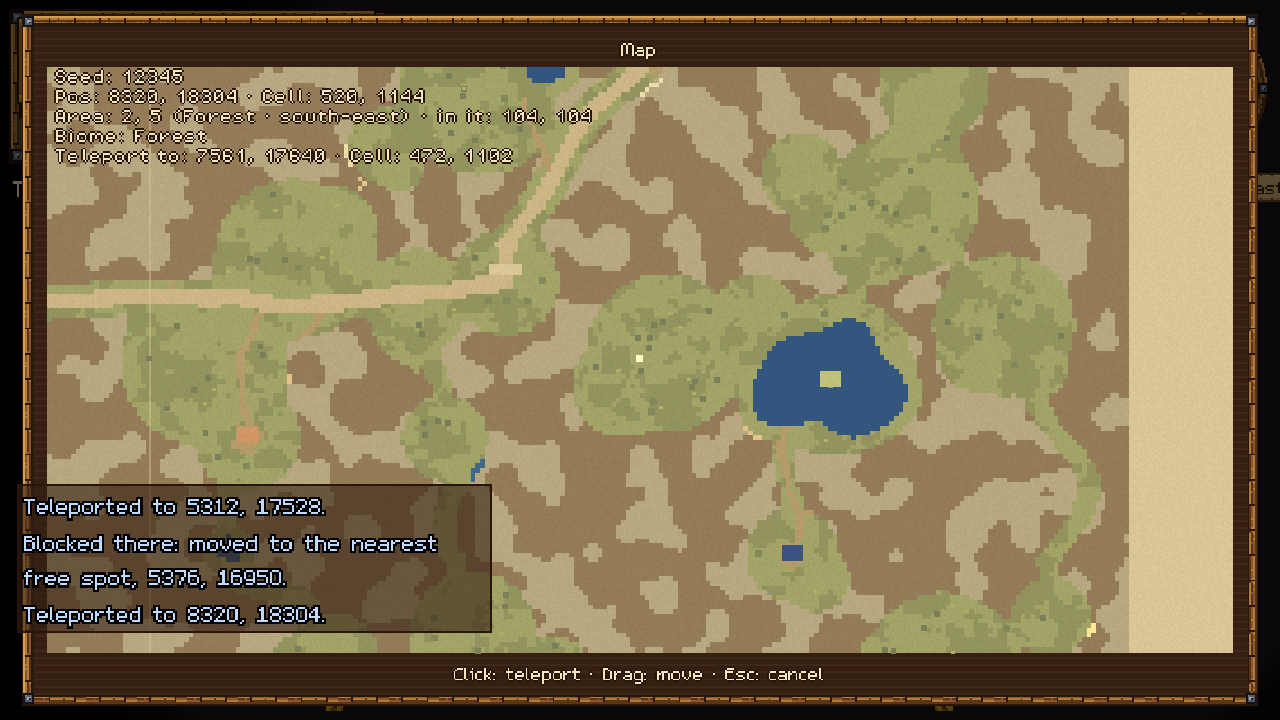 Map
Seed: 12345
Pos: 8320, 18304 · Cell: 520, 1144
Area: 2, 5 (Forest · south-east) · in it: 104, 104
Biome: Forest
Teleport to: 7561, 17640 · Cell: 472, 1102
Teleported to 5312, 17528.
Blocked there: moved to the nearest
free spot, 5376, 16950.
Teleported to 8320, 18304.
Click: teleport · Drag: move · Esc: cancel